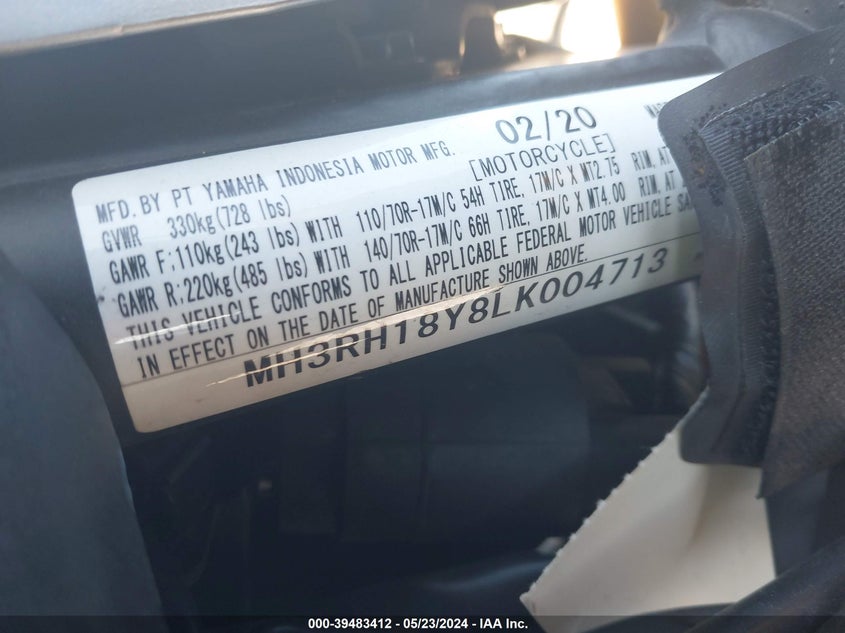 02/20
MFD. BY PT YAMAHA INDONESIA MOTOR MFG. [MOTORCYCLE]
GVWR 330kg(728 lbs)
GAWR F:110kg(243 lbs) WITH 110/70R-17M/C 54H TIRE, 17M/C X MT2.75 RIM. AT
GAWR R:220kg(485 lbs) WITH 140/70R-17M/C 66H TIRE, 17M/C X MT4.00 RIM. AT
THIS VEHICLE CONFORMS TO ALL APPLICABLE FEDERAL MOTOR VEHICLE
IN EFFECT ON THE DATE OF MANUFACTURE SHOWN ABOVE.
MH3RH18Y8LK004713
000-39483412 - 05/23/2024 - IAA Inc.